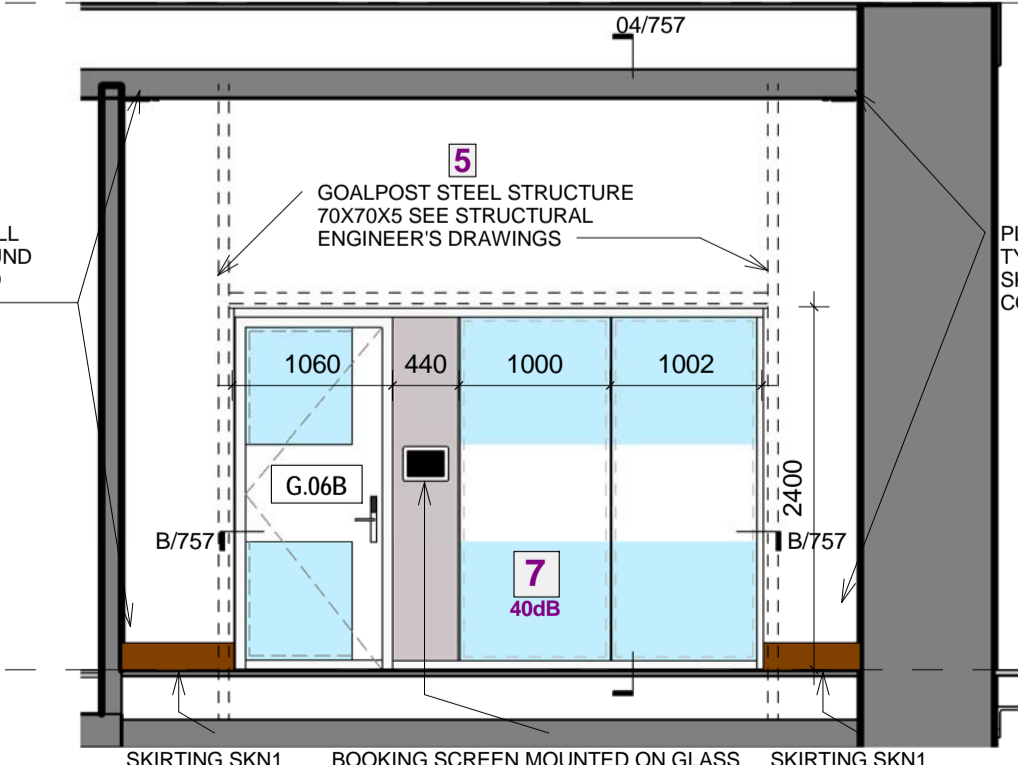 04/757
5
GOALPOST STEEL STRUCTURE
70X70X5 SEE STRUCTURAL
ENGINEER'S DRAWINGS
1060
440
1000
1002
2400
G.06B
B/757
B/757
7
40dB
SKIRTING SKN1
BOOKING SCREEN MOUNTED ON GLASS
SKIRTING SKN1